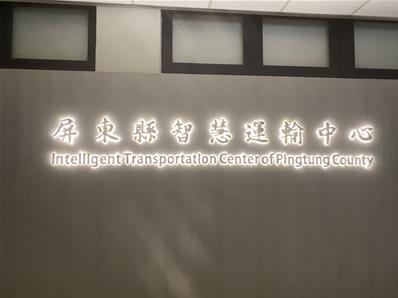 屏東縣智慧運輸中心
Intelligent Transportation Center of Pingtung County